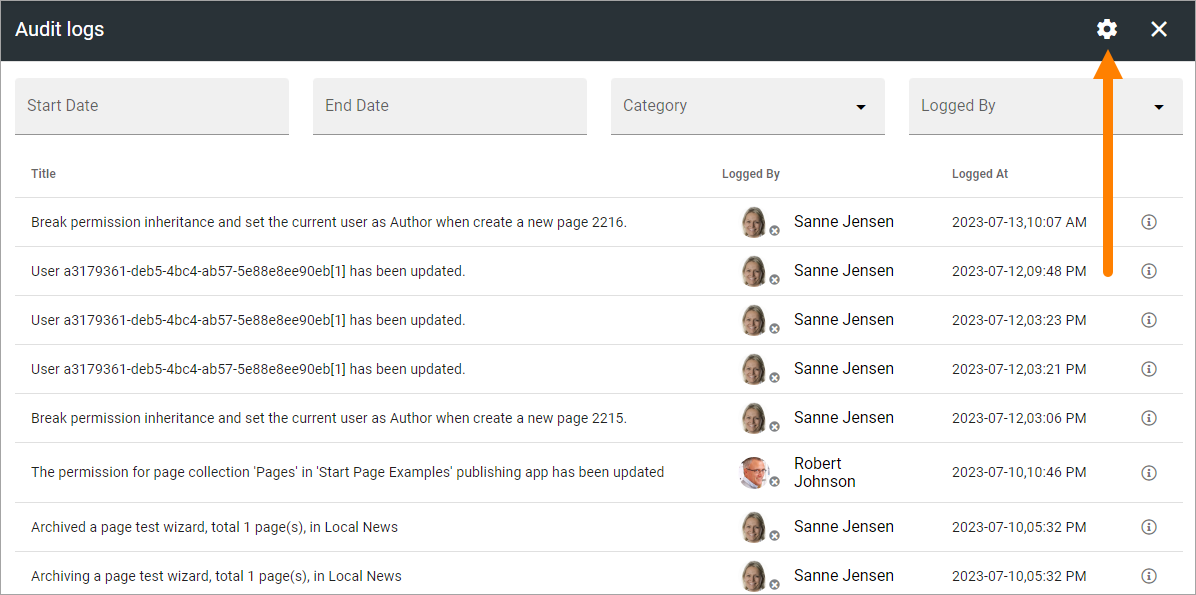 Audit logs
Start Date
End Date
Category
Logged By
Title
Logged By
Logged At
Break permission inheritance and set the current user as Author when create a new page 2216.
Sanne Jensen
2023-07-13,10:07 AM
User a3179361-deb5-4bc4-ab57-5e88e8ee90eb[1] has been updated.
Sanne Jensen
2023-07-12,09:48 PM
User a3179361-deb5-4bc4-ab57-5e88e8ee90eb[1] has been updated.
Sanne Jensen
2023-07-12,03:23 PM
User a3179361-deb5-4bc4-ab57-5e88e8ee90eb[1] has been updated.
Sanne Jensen
2023-07-12,03:21 PM
Break permission inheritance and set the current user as Author when create a new page 2215.
Sanne Jensen
2023-07-12,03:06 PM
The permission for page collection 'Pages' in 'Start Page Examples' publishing app has been updated
Robert
Johnson
2023-07-10,10:46 PM
Archived a page test wizard, total 1 page(s), in Local News
Sanne Jensen
2023-07-10,05:32 PM
Archiving a page test wizard, total 1 page(s), in Local News
Sanne Jensen
2023-07-10,05:32 PM